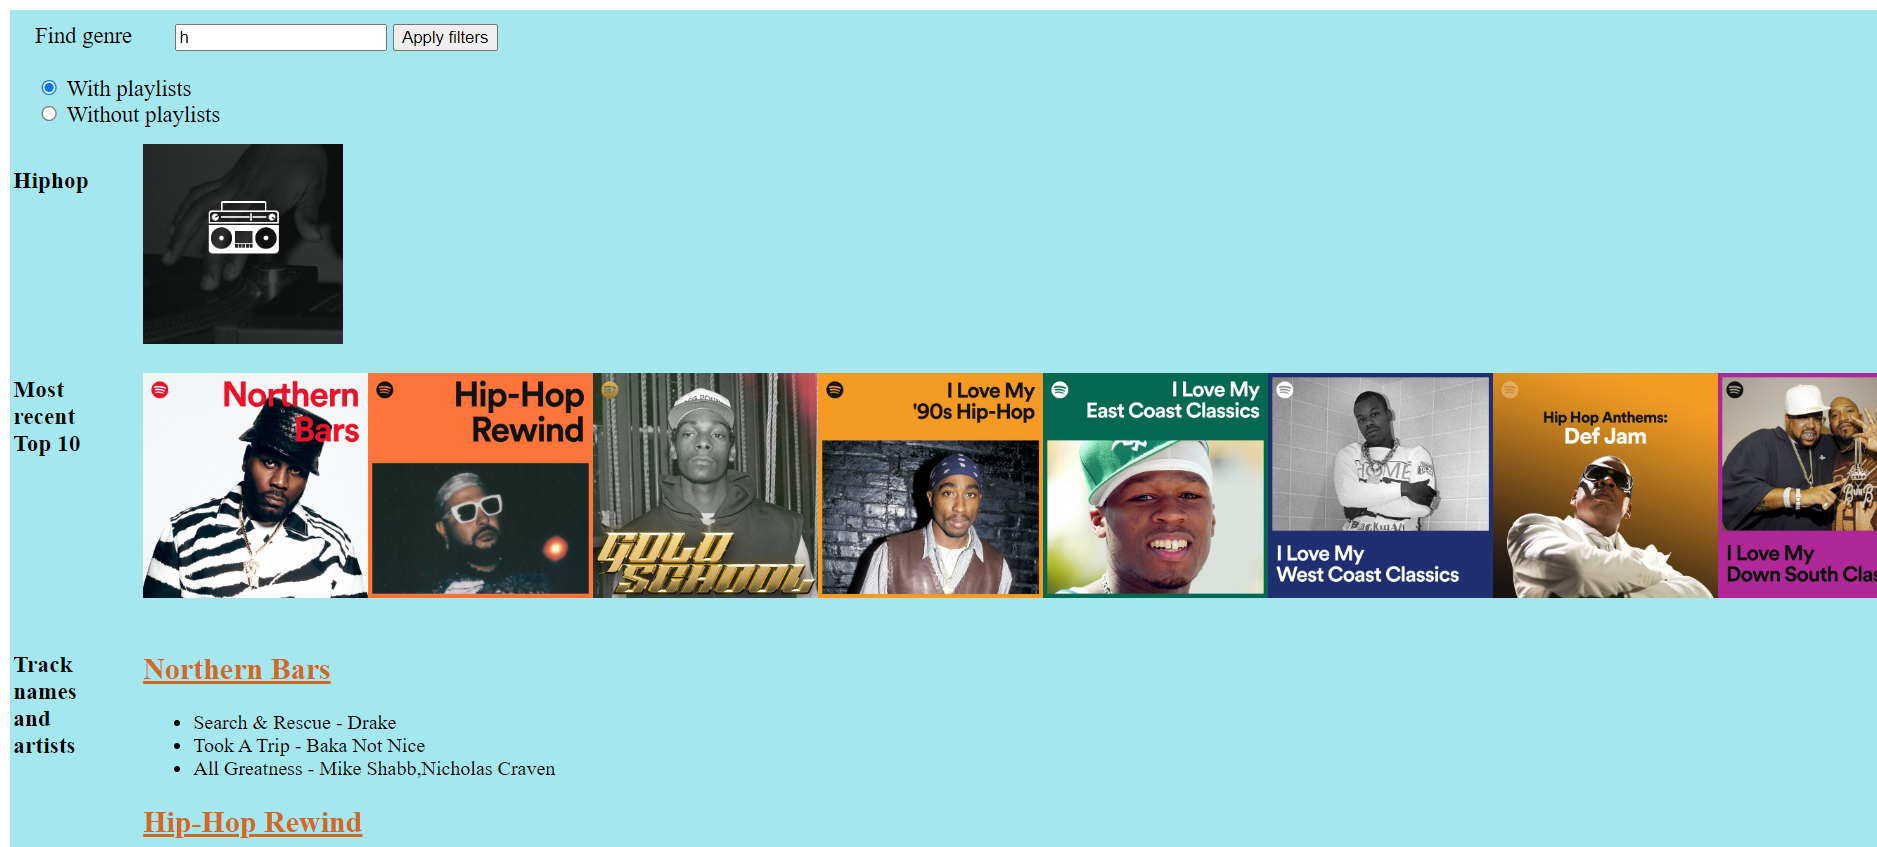 Find genre h Apply filters
With playlists
Without playlists
Hiphop
Most
recent
Top 10
Northern
Bars
Hip-Hop
Rewind
GOLD
SCHOOL
I Love My
'90s Hip-Hop
I Love My
East Coast Classics
HOME
I Love My
West Coast Classics
Hip Hop Anthems:
Def Jam
I Love My
Down South Clas
Track
names
and
artists
Northern Bars
• Search & Rescue - Drake
• Took A Trip - Baka Not Nice
• All Greatness - Mike Shabb,Nicholas Craven
Hip-Hop Rewind